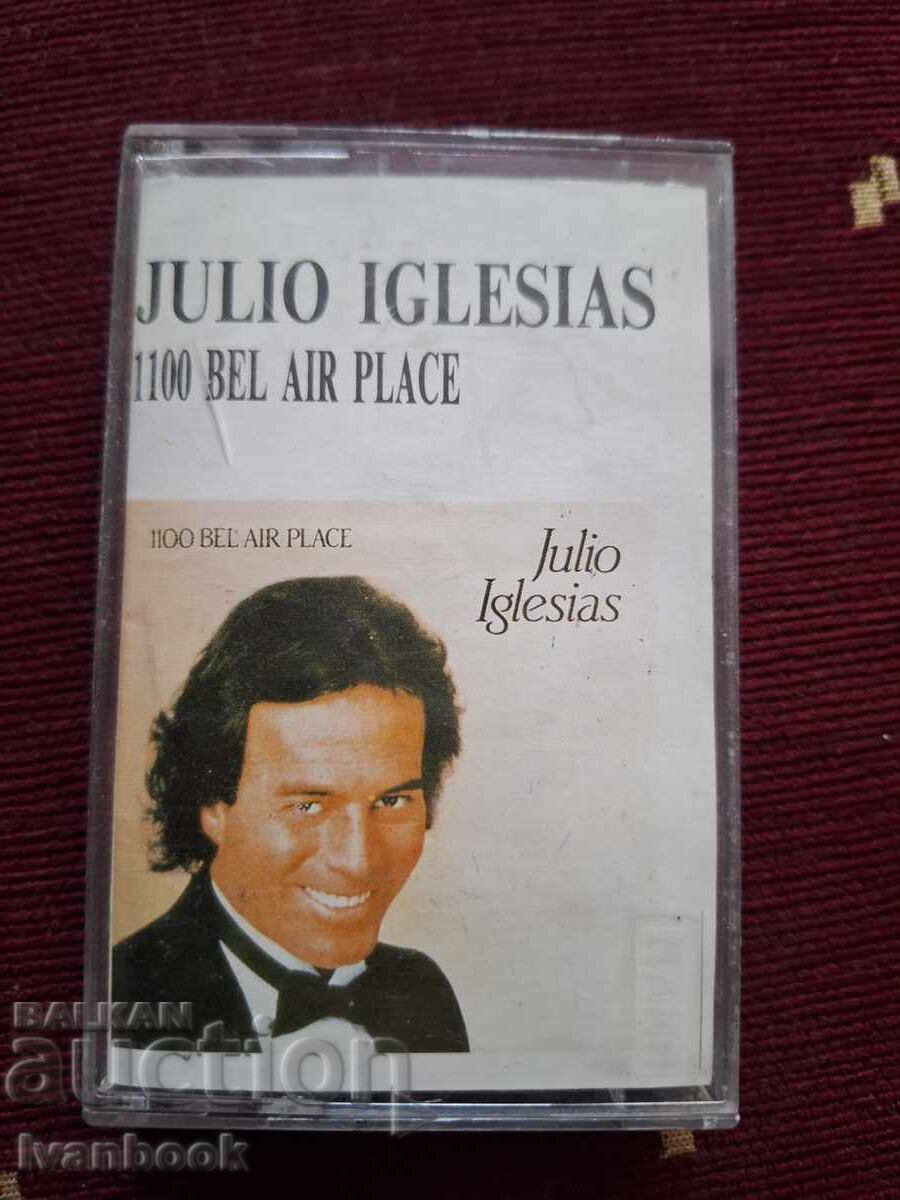 JULIO IGLESIAS
1100 BEL AIR PLACE
1100 BEL AIR PLACE
Julio
Iglesias
BALKAN
auction
Ivanbook